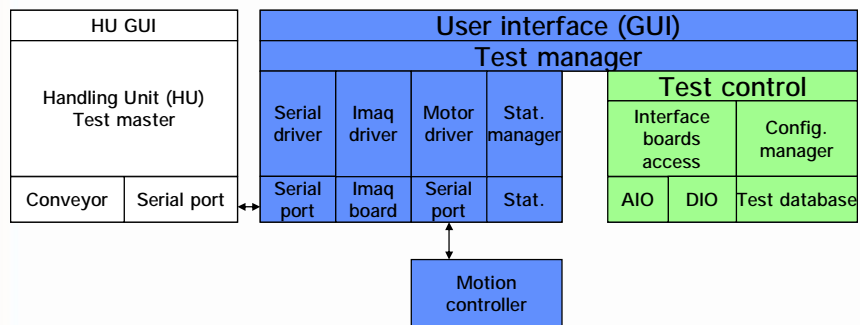 HU GUI
User interface (GUI)
Test manager
Handling Unit (HU)
Test master
Serial
driver
Imaq
driver
Motor
driver
Stat.
manager
Test control
Interface
boards
access
Config.
manager
Conveyor
Serial port
Serial
port
Imaq
board
Serial
port
Stat.
AIO
DIO
Test database
Motion
controller